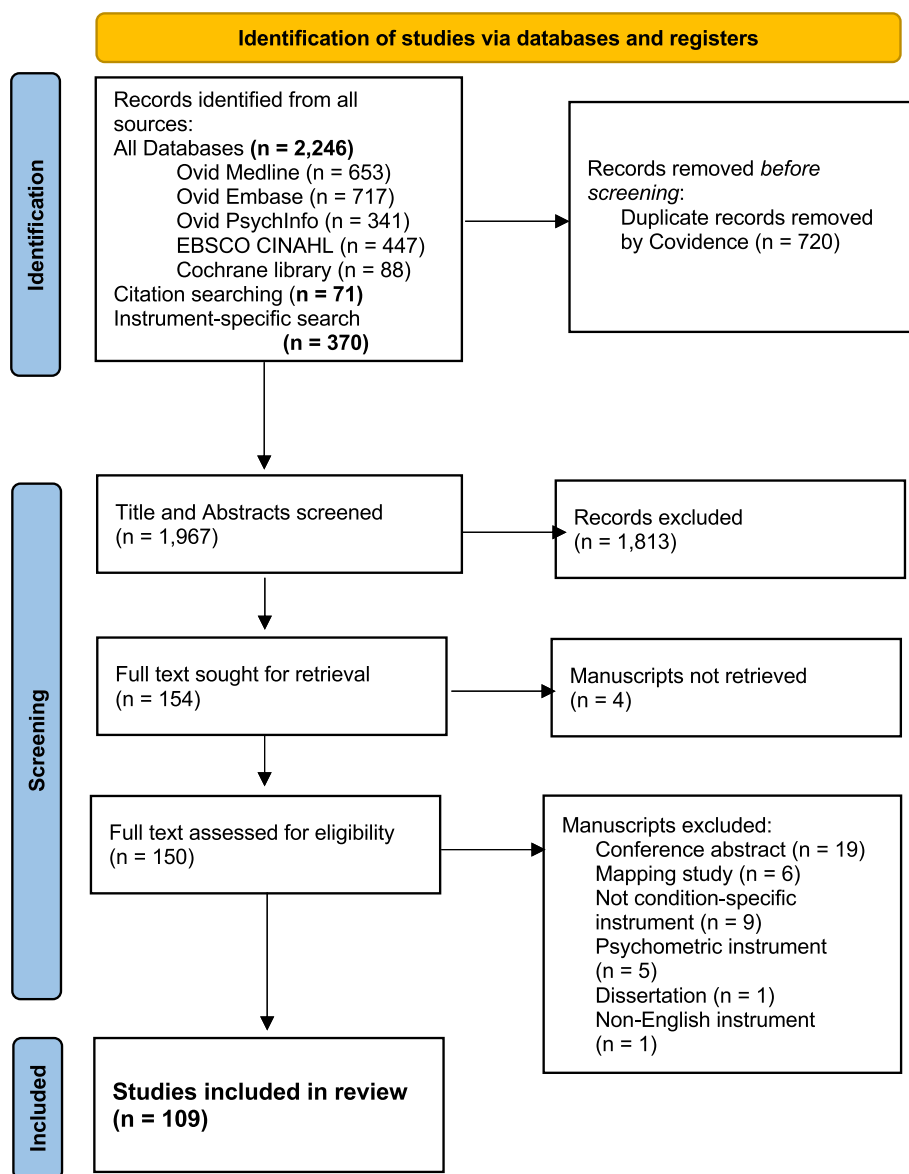 Identification of studies via databases and registers
Identification
Records identified from all
sources:
All Databases (n = 2,246)
Ovid Medline (n = 653)
Ovid Embase (n = 717)
Ovid PsychInfo (n = 341)
EBSCO CINAHL (n = 447)
Cochrane library (n = 88)
Citation searching (n = 71)
Instrument-specific search
(n = 370)
Records removed before
screening:
Duplicate records removed
by Covidence (n = 720)
Screening
Title and Abstracts screened
(n = 1,967)
Records excluded
(n = 1,813)
Full text sought for retrieval
(n = 154)
Manuscripts not retrieved
(n = 4)
Full text assessed for eligibility
(n = 150)
Manuscripts excluded:
Conference abstract (n = 19)
Mapping study (n = 6)
Not condition-specific
instrument (n = 9)
Psychometric instrument
(n = 5)
Dissertation (n = 1)
Non-English instrument
(n = 1)
Included
Studies included in review
(n = 109)